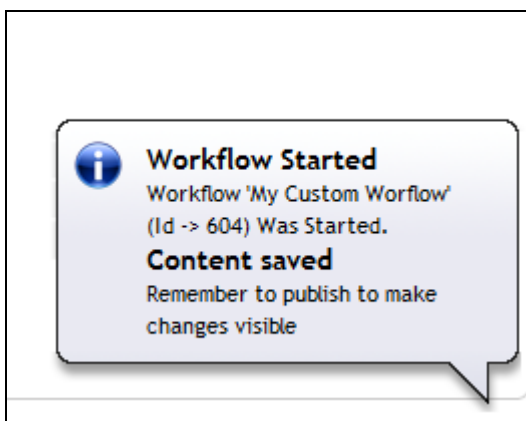 Workflow Started
Workflow 'My Custom Worflow'
(Id -> 604) Was Started.
Content saved
Remember to publish to make
changes visible